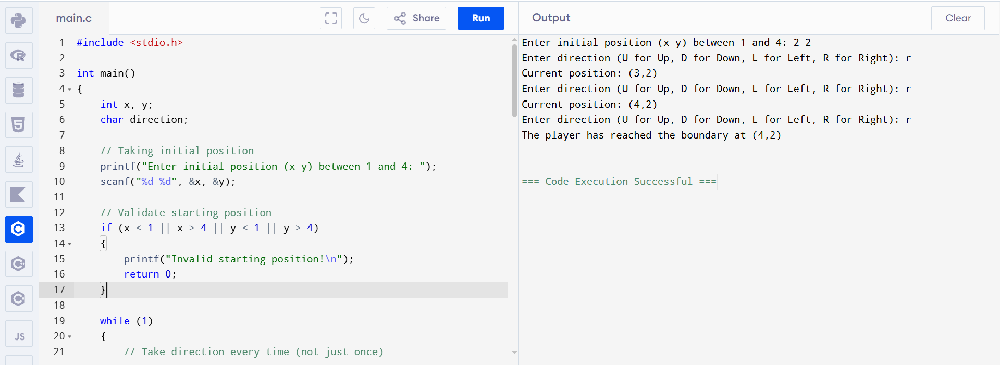 main.c
Share
Run
Output
Clear
1 #include <stdio.h>
2
3 int main()
4 {
5 int x, y;
6 char direction;
7
8 // Taking initial position
9 printf("Enter initial position (x y) between 1 and 4: ");
10 scanf("%d %d", &x, &y);
11
12 // Validate starting position
13 if (x < 1 || x > 4 || y < 1 || y > 4)
14 {
15 printf("Invalid starting position!\n");
16 return 0;
17 }
18
19 while (1)
20 {
21 // Take direction every time (not just once)
Enter initial position (x y) between 1 and 4: 2 2
Enter direction (U for Up, D for Down, L for Left, R for Right): r
Current position: (3,2)
Enter direction (U for Up, D for Down, L for Left, R for Right): r
Current position: (4,2)
Enter direction (U for Up, D for Down, L for Left, R for Right): r
The player has reached the boundary at (4,2)
=== Code Execution Successful ===
R
5
C
C
C
JS